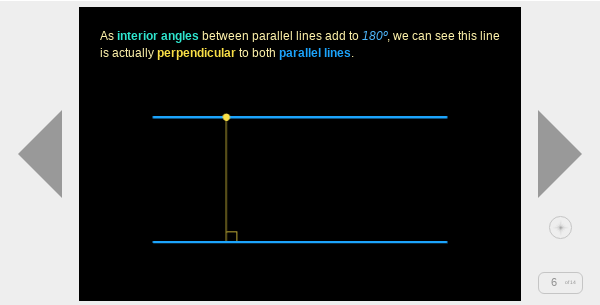 As interior angles between parallel lines add to 180º, we can see this line
is actually perpendicular to both parallel lines.
6 of 14